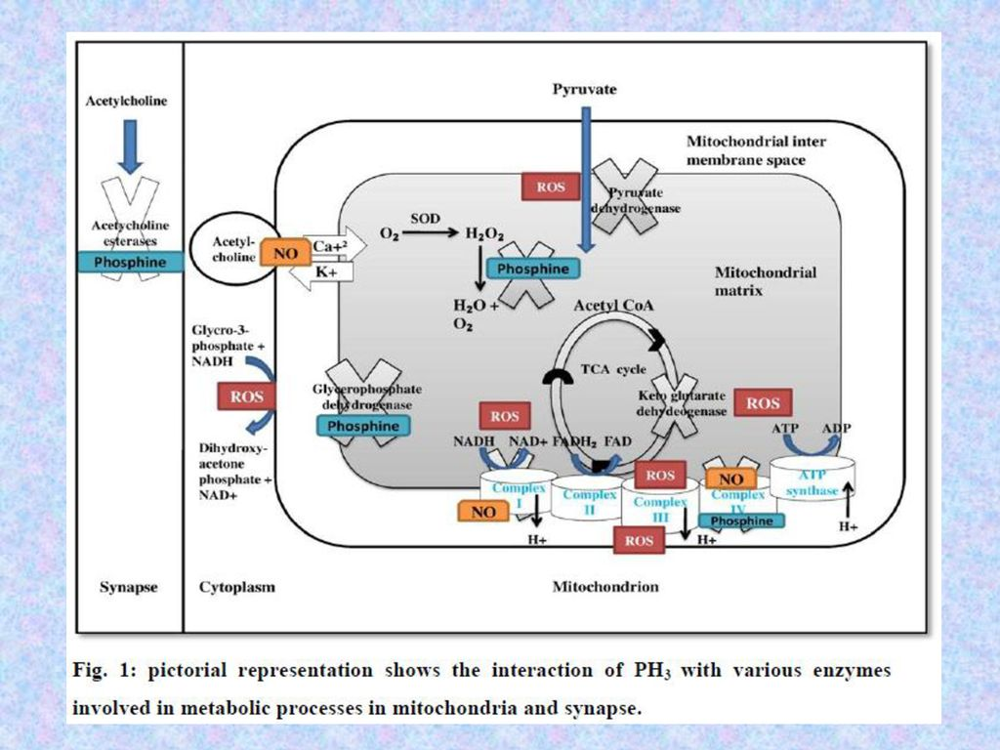 Acetylcholine
Acetycholine
esterases
Phosphine
Synapse
Pyruvate
Mitochondrial inter
membrane space
ROS
Pyruvate
dehydrogenase
Acetyl-
choline
NO
Ca+²
K+
O₂
SOD
H₂O₂
Phosphine
H₂O +
O₂
Mitochondrial
matrix
Acetyl CoA
TCA cycle
Glycro-3-
phosphate +
NADH
ROS
Dihydroxy-
acetone
phosphate +
NAD+
Glycerophosphate
dehydrogenase
Phosphine
Keto glutarate
dehydeogenase
ROS
ROS
NADH NAD+ FADH₂ FAD
ATP ADP
Complex
I
NO
H+
Complex
II
ROS
Complex
III
ROS
H+
NO
Complex
IV
Phosphine
ATP
synthase
H+
Cytoplasm
Mitochondrion
Fig. 1: pictorial representation shows the interaction of PH₃ with various enzymes
involved in metabolic processes in mitochondria and synapse.